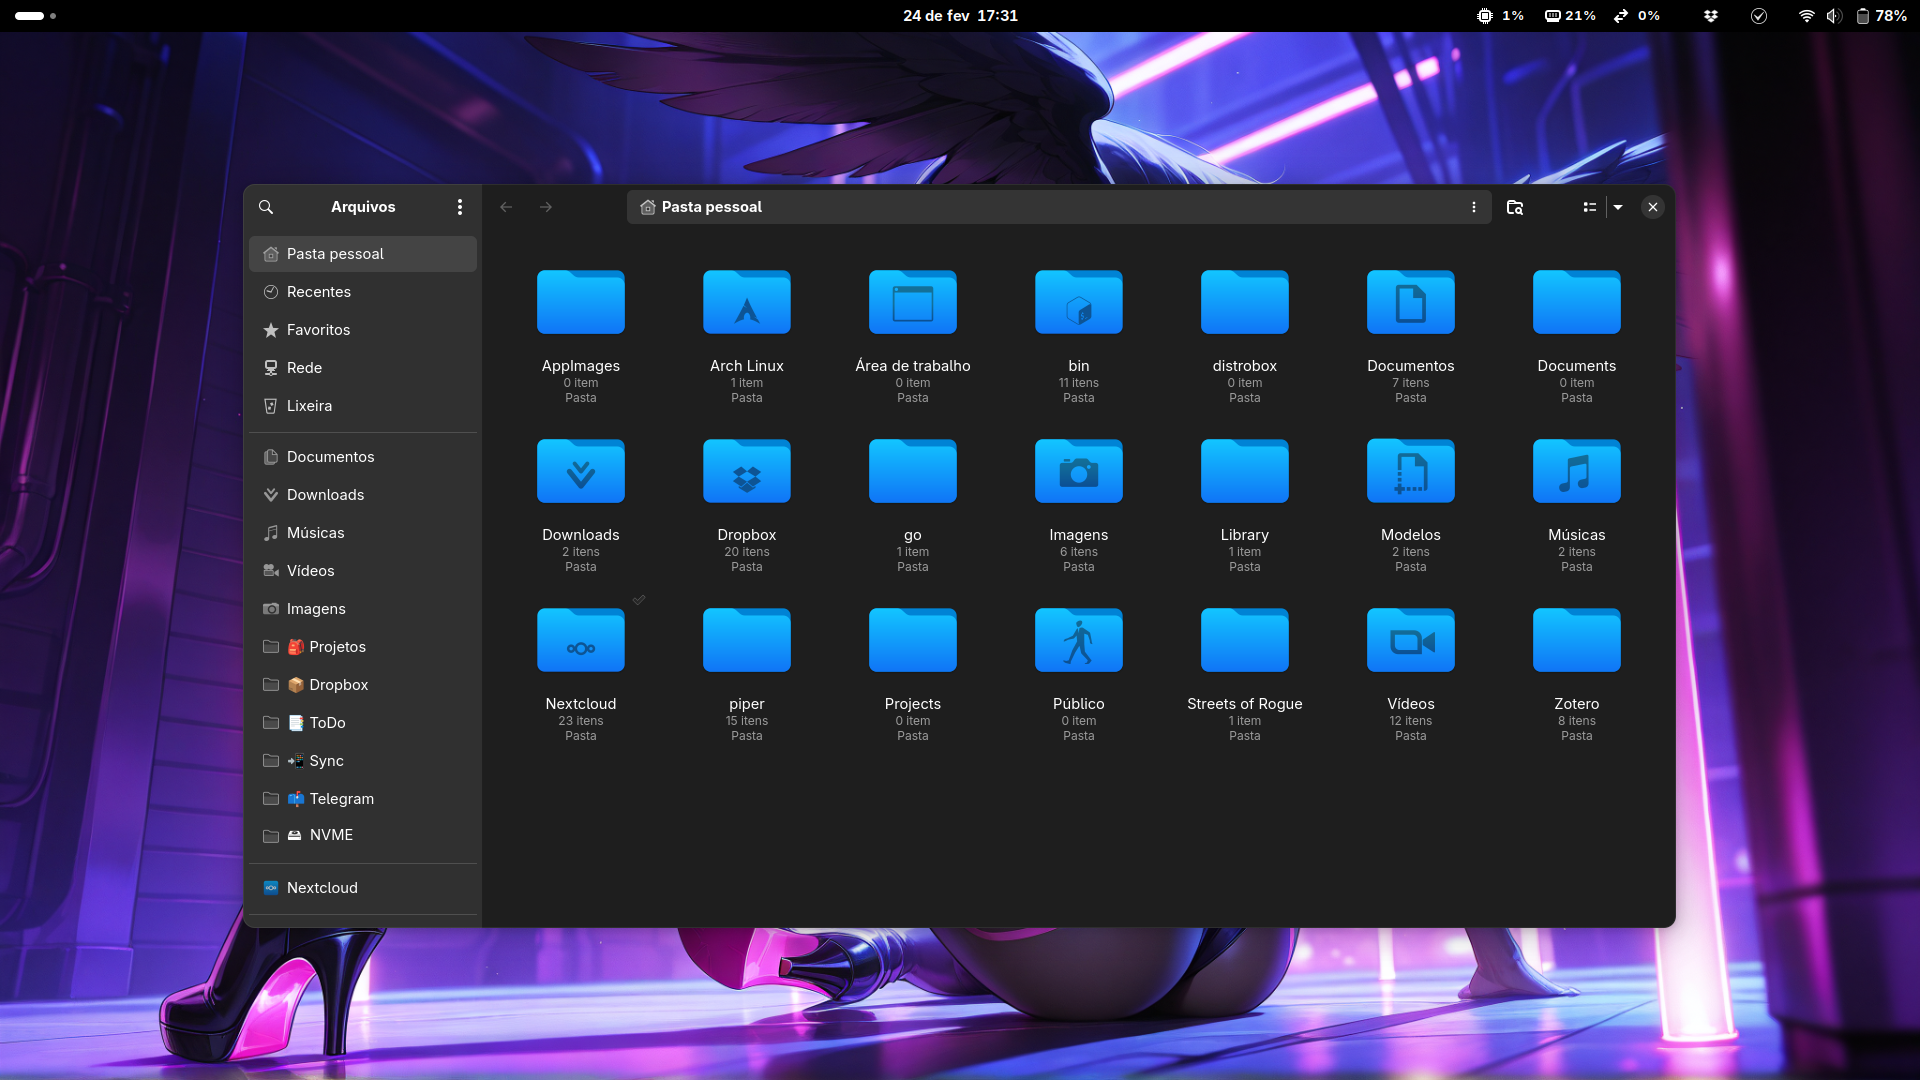 24 de fev 17:31
1%
21%
0%
78%
Arquivos
Pasta pessoal
Pasta pessoal
Recentes
Favoritos
Rede
Lixeira
Documentos
Downloads
Músicas
Vídeos
Imagens
🎒 Projetos
📦 Dropbox
📑 ToDo
📲 Sync
📫 Telegram
🖴 NVME
Nextcloud
AppImages
0 item
Pasta
Arch Linux
1 item
Pasta
Área de trabalho
0 item
Pasta
bin
11 itens
Pasta
distrobox
0 item
Pasta
Documentos
7 itens
Pasta
Documents
0 item
Pasta
Downloads
2 itens
Pasta
Dropbox
20 itens
Pasta
go
1 item
Pasta
Imagens
6 itens
Pasta
Library
1 item
Pasta
Modelos
2 itens
Pasta
Músicas
2 itens
Pasta
Nextcloud
23 itens
Pasta
piper
15 itens
Pasta
Projects
0 item
Pasta
Público
0 item
Pasta
Streets of Rogue
1 item
Pasta
Vídeos
12 itens
Pasta
Zotero
8 itens
Pasta